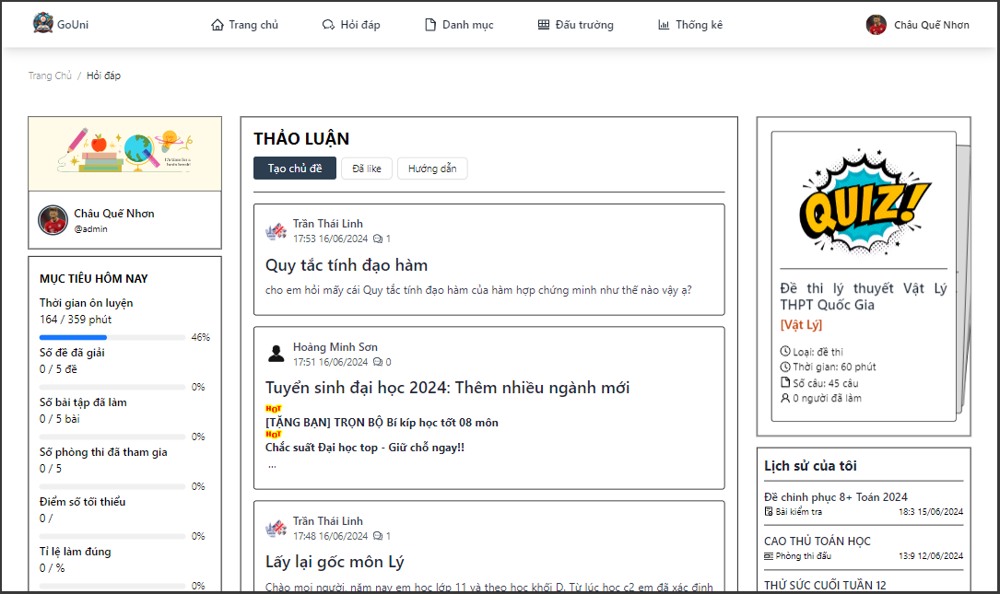 GoUni
Trang chủ
Hỏi đáp
Danh mục
Đấu trường
Thống kê
Châu Quế Nhơn
Trang Chủ / Hỏi đáp
Châu Quế Nhơn
@admin
MỤC TIÊU HÔM NAY
Thời gian ôn luyện
164 / 359 phút
46%
Số đề đã giải
0 / 5 đề
0%
Số bài tập đã làm
0 / 5 bài
0%
Số phòng thi đã tham gia
0 / 5
0%
Điểm số tối thiểu
0 /
0%
Tỉ lệ làm đúng
0 / %
0%
THẢO LUẬN
Tạo chủ đề
Đã like
Hướng dẫn
Trần Thái Linh
17:53 16/06/2024 1
Quy tắc tính đạo hàm
cho em hỏi mấy cái Quy tắc tính đạo hàm của hàm hợp chứng minh như thế nào vậy ạ?
Hoàng Minh Sơn
17:51 16/06/2024 0
Tuyển sinh đại học 2024: Thêm nhiều ngành mới
HOT
[TẶNG BẠN] TRỌN BỘ Bí kíp học tốt 08 môn
HOT
Chắc suất Đại học top - Giữ chỗ ngay!!
...
Trần Thái Linh
17:48 16/06/2024 1
Lấy lại gốc môn Lý
Chào mọi người, năm nay em học lớp 11 và theo học khối D. Từ lúc học c2 em đã xác định
QUIZ!
Đề thi lý thuyết Vật Lý
THPT Quốc Gia
[Vật Lý]
Loại: đề thi
Thời gian: 60 phút
Số câu: 45 câu
0 người đã làm
Lịch sử của tôi
Đề chinh phục 8+ Toán 2024
Bài kiểm tra 18:3 15/06/2024
CAO THỦ TOÁN HỌC
Phòng thi đấu 13:9 12/06/2024
THỬ SỨC CUỐI TUẦN 12